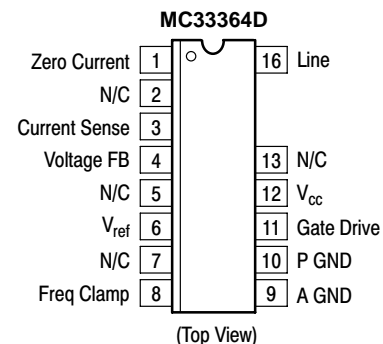 MC33364D
Zero Current 1 16 Line
N/C 2
Current Sense 3
Voltage FB 4 13 N/C
N/C 5 12 Vcc
Vref 6 11 Gate Drive
N/C 7 10 P GND
Freq Clamp 8 9 A GND
(Top View)